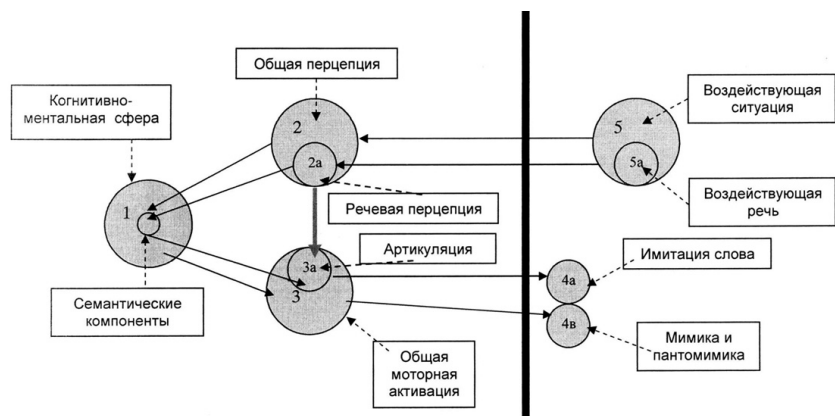 Общая перцепция
Когнитивно-
ментальная сфера
Воздействующая
ситуация
2
5
2а
5а
1
Воздействующая
речь
Речевая перцепция
Артикуляция
Имитация слова
3а
3
4а
4в
Семантические
компоненты
Мимика и
пантомимика
Общая
моторная
активация